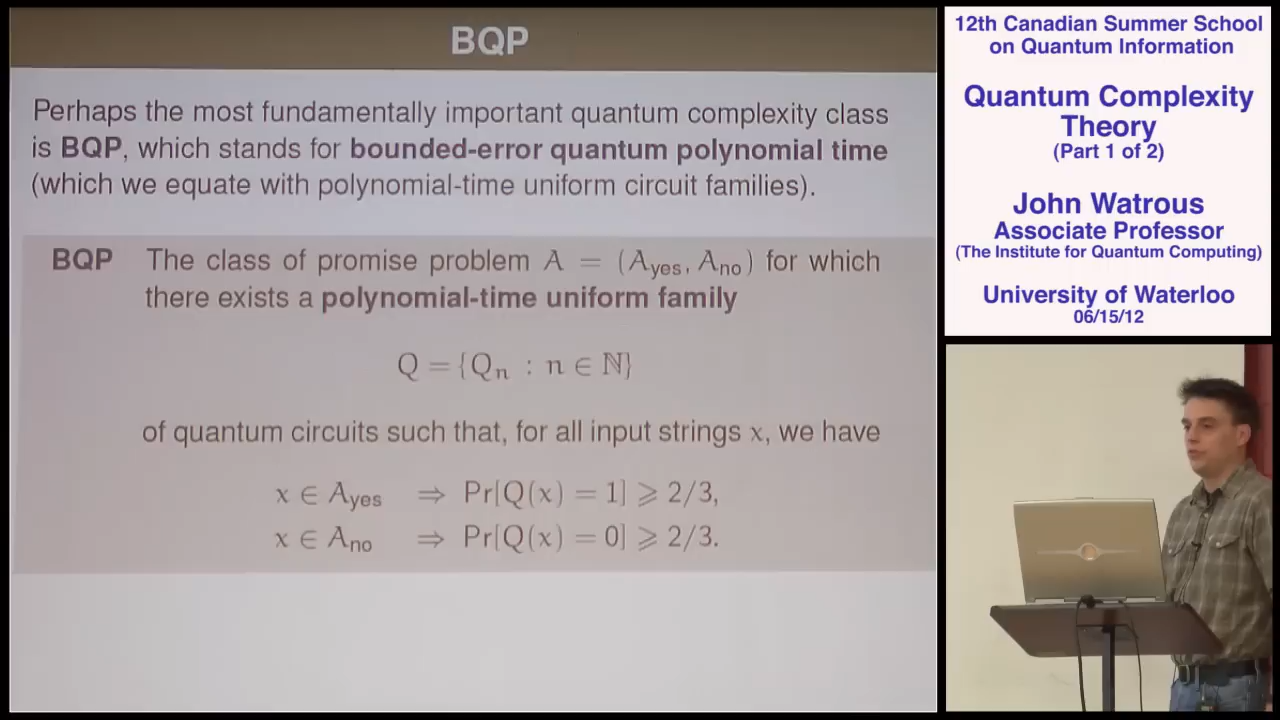 BQP
Perhaps the most fundamentally important quantum complexity class
is BQP, which stands for bounded-error quantum polynomial time
(which we equate with polynomial-time uniform circuit families).
BQP The class of promise problem A = (Ayes, Ano) for which
there exists a polynomial-time uniform family
Q = {Qn : n ∈ ℕ}
of quantum circuits such that, for all input strings x, we have
x ∈ Ayes ⇒ Pr[Q(x) = 1] ⩾ 2/3,
x ∈ Ano ⇒ Pr[Q(x) = 0] ⩾ 2/3.
12th Canadian Summer School
on Quantum Information
Quantum Complexity
Theory
(Part 1 of 2)
John Watrous
Associate Professor
(The Institute for Quantum Computing)
University of Waterloo
06/15/12